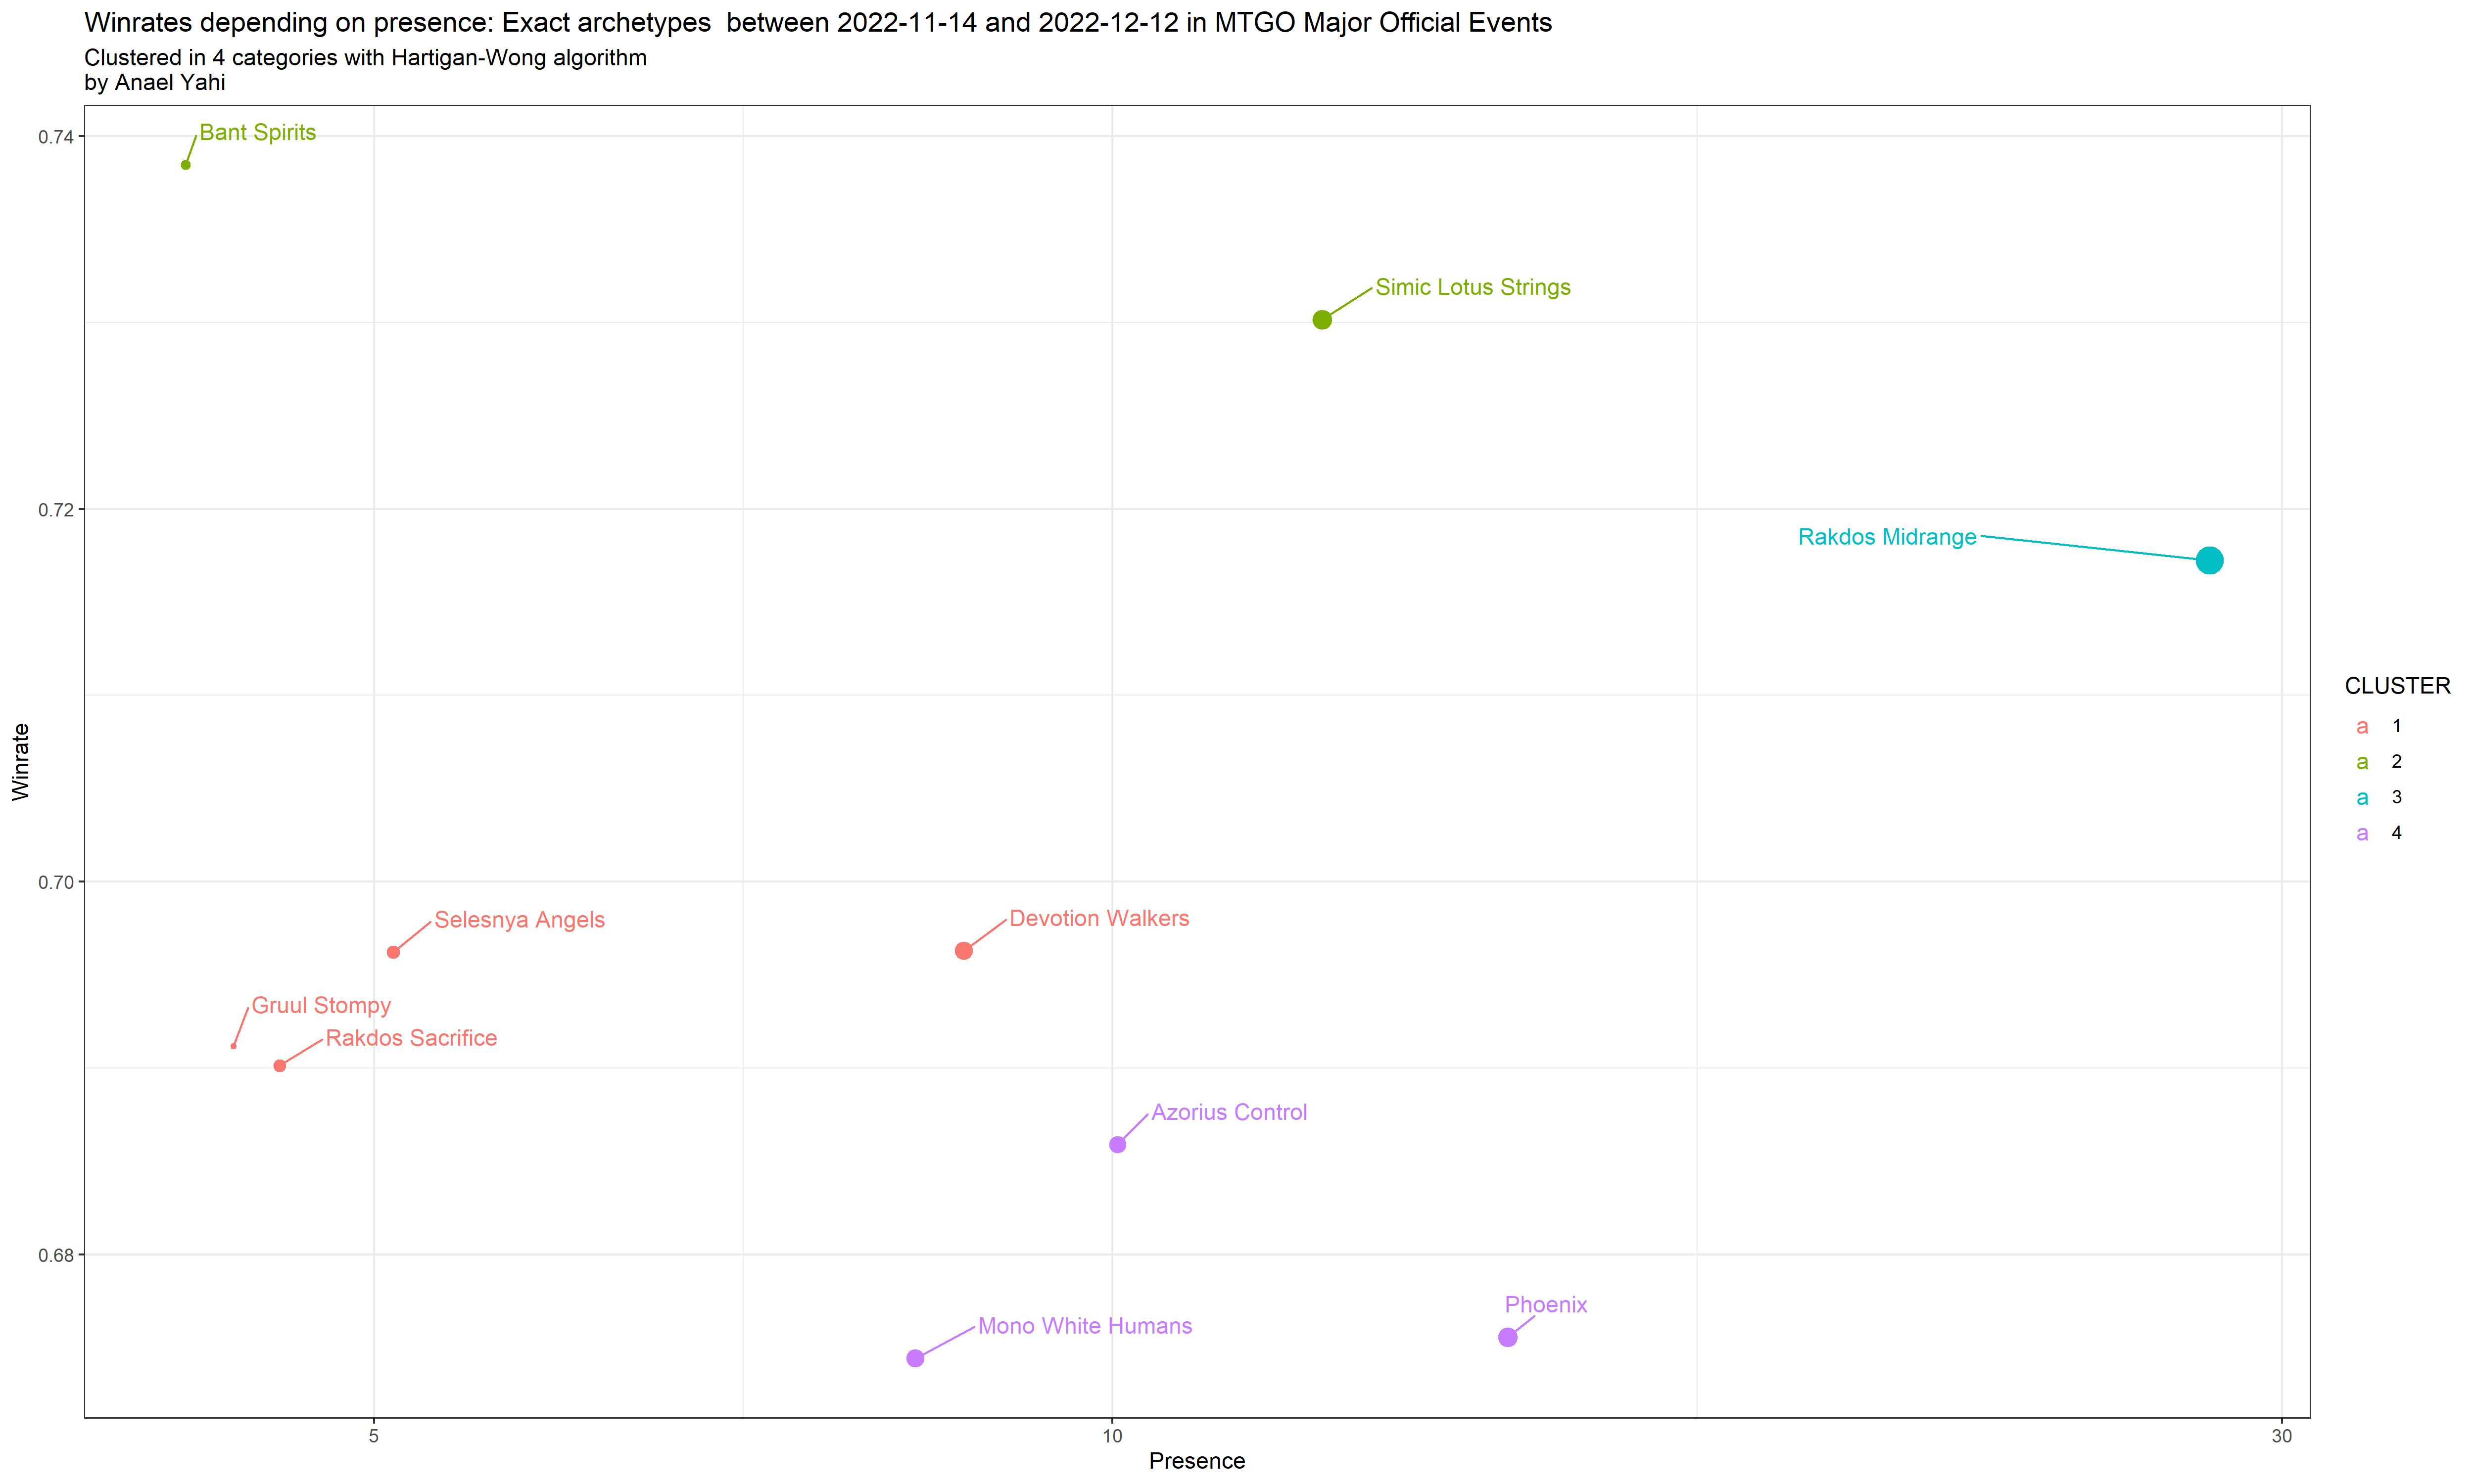 Winrates depending on presence: Exact archetypes  between 2022-11-14 and 2022-12-12 in MTGO Major Official Events
Clustered in 4 categories with Hartigan-Wong algorithm
by Anael Yahi
0.74
Bant Spirits
Simic Lotus Strings
0.72
Rakdos Midrange
CLUSTER
a 1
a 2
a 3
a 4
Winrate
0.70
Selesnya Angels
Devotion Walkers
Gruul Stompy
Rakdos Sacrifice
Azorius Control
0.68
Phoenix
Mono White Humans
5
10
30
Presence